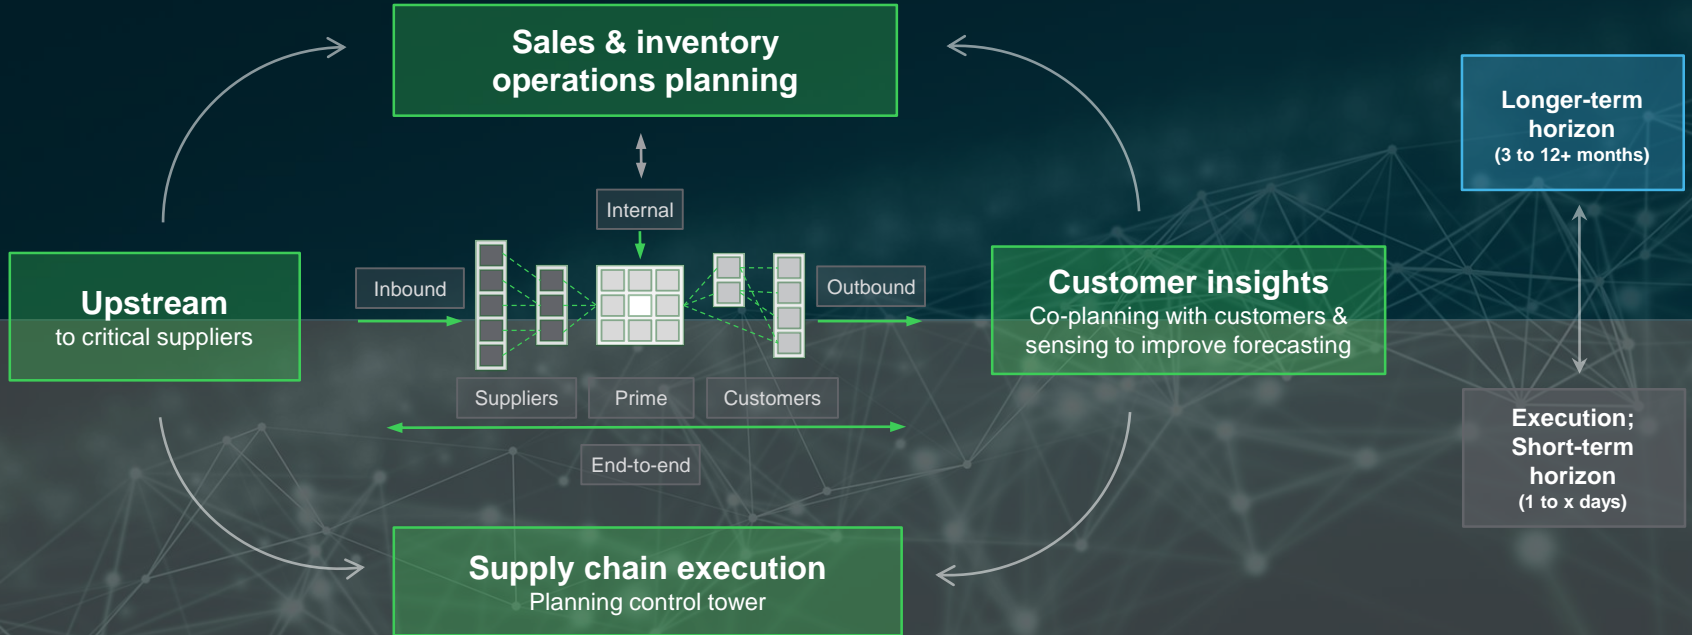 Sales & inventory
operations planning
Longer-term
horizon
(3 to 12+ months)
Internal
Upstream
to critical suppliers
Inbound
Outbound
Customer insights
Co-planning with customers &
sensing to improve forecasting
Suppliers
Prime
Customers
End-to-end
Execution;
Short-term
horizon
(1 to x days)
Supply chain execution
Planning control tower